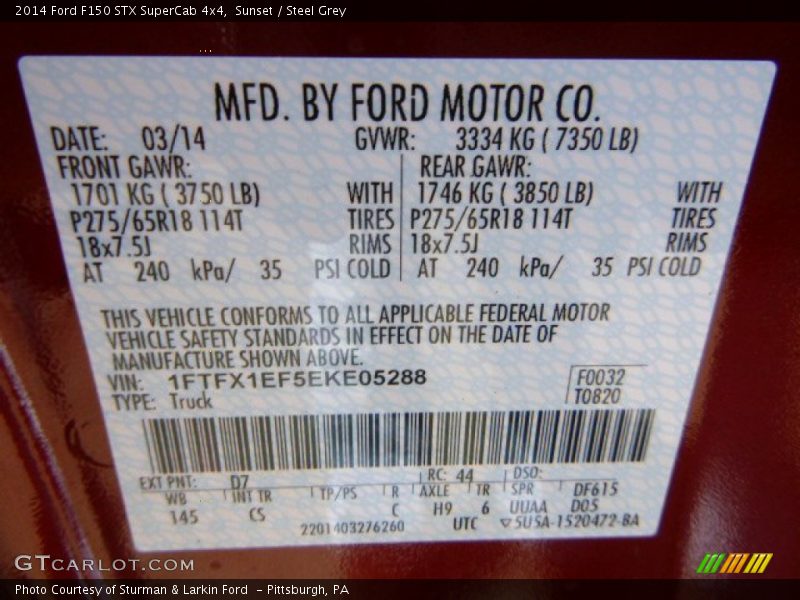 2014 Ford F150 STX SuperCab 4x4,  Sunset / Steel Grey
MFD. BY FORD MOTOR CO.
DATE: 03/14 GVWR: 3334 KG ( 7350 LB)
FRONT GAWR: REAR GAWR:
1701 KG ( 3750 LB) WITH 1746 KG ( 3850 LB) WITH
P275/65R18 114T TIRES P275/65R18 114T TIRES
18x7.5J RIMS 18x7.5J RIMS
AT 240 kPa/ 35 PSI COLD AT 240 kPa/ 35 PSI COLD
THIS VEHICLE CONFORMS TO ALL APPLICABLE FEDERAL MOTOR
VEHICLE SAFETY STANDARDS IN EFFECT ON THE DATE OF
MANUFACTURE SHOWN ABOVE.
VIN: 1FTFX1EF5EKE05288 F0032
TYPE: Truck T0820
EXT PNT: D7 RC: 44 DSO:
WB INT TR TP/PS R AXLE TR SPR DF615
145 CS C H9 6 UUAA D05
2201403276260 UTC ▽5U5A-1520472-BA
GTCARLOT.COM
Photo Courtesy of Sturman & Larkin Ford  - Pittsburgh, PA